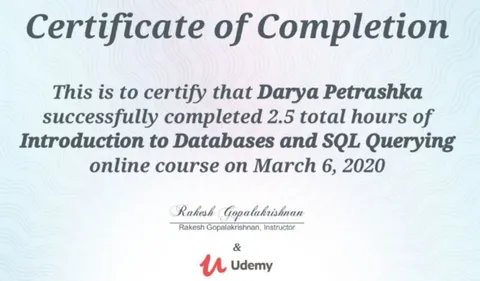 Certificate of Completion
This is to certify that Darya Petrashka
successfully completed 2.5 total hours of
Introduction to Databases and SQL Querying
online course on March 6, 2020
Rakesh Gopalakrishnan
Rakesh Gopalakrishnan, Instructor
&
Udemy